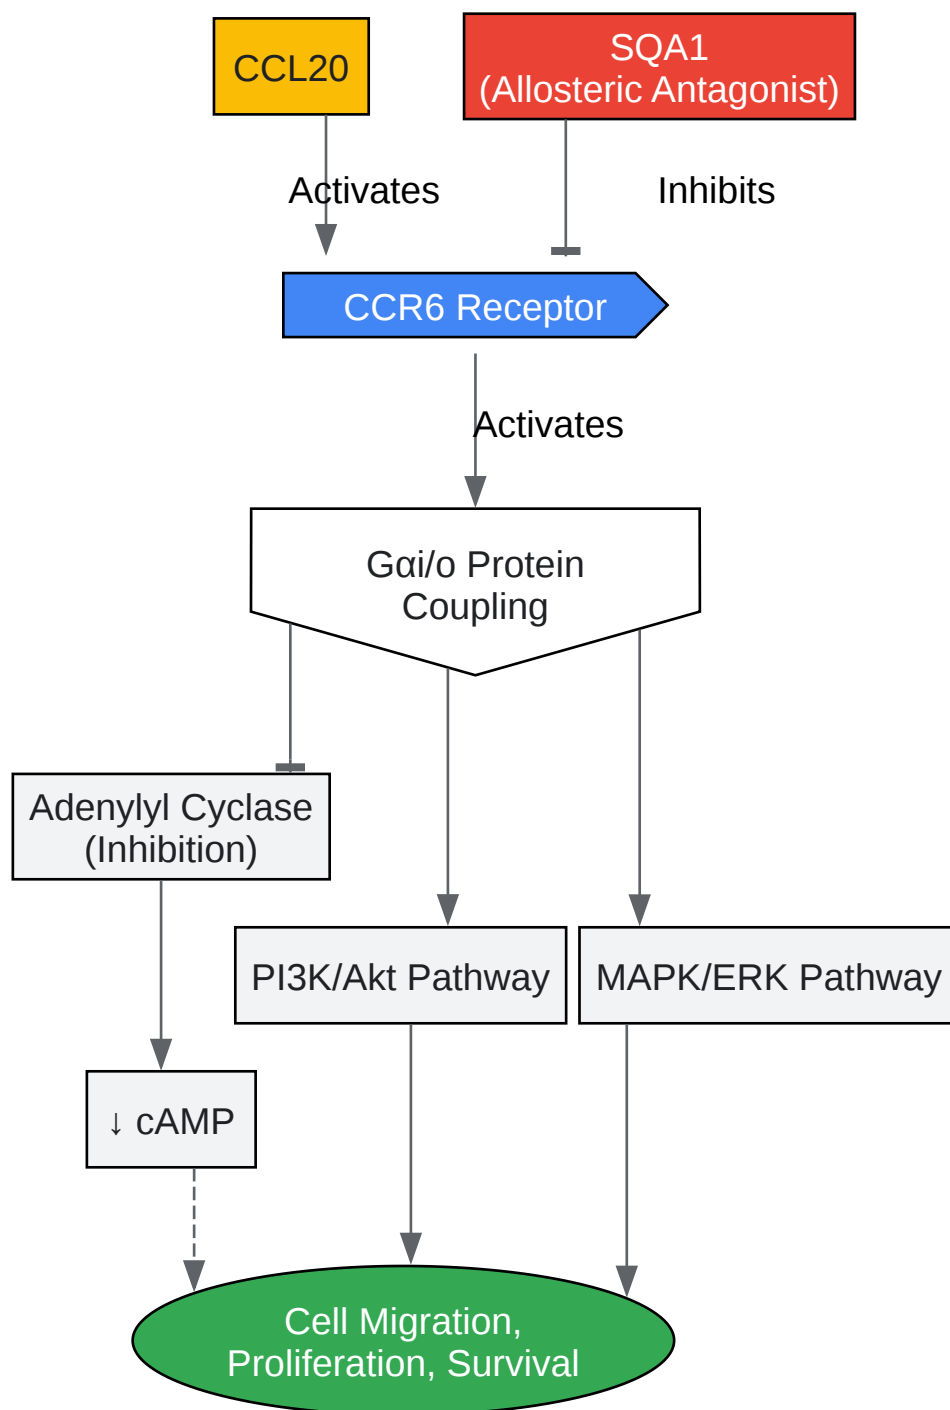 CCL20
SQA1
(Allosteric Antagonist)
Activates
Inhibits
CCR6 Receptor
Activates
Gαi/o Protein
Coupling
Adenylyl Cyclase
(Inhibition)
PI3K/Akt Pathway
MAPK/ERK Pathway
↓ cAMP
Cell Migration,
Proliferation, Survival